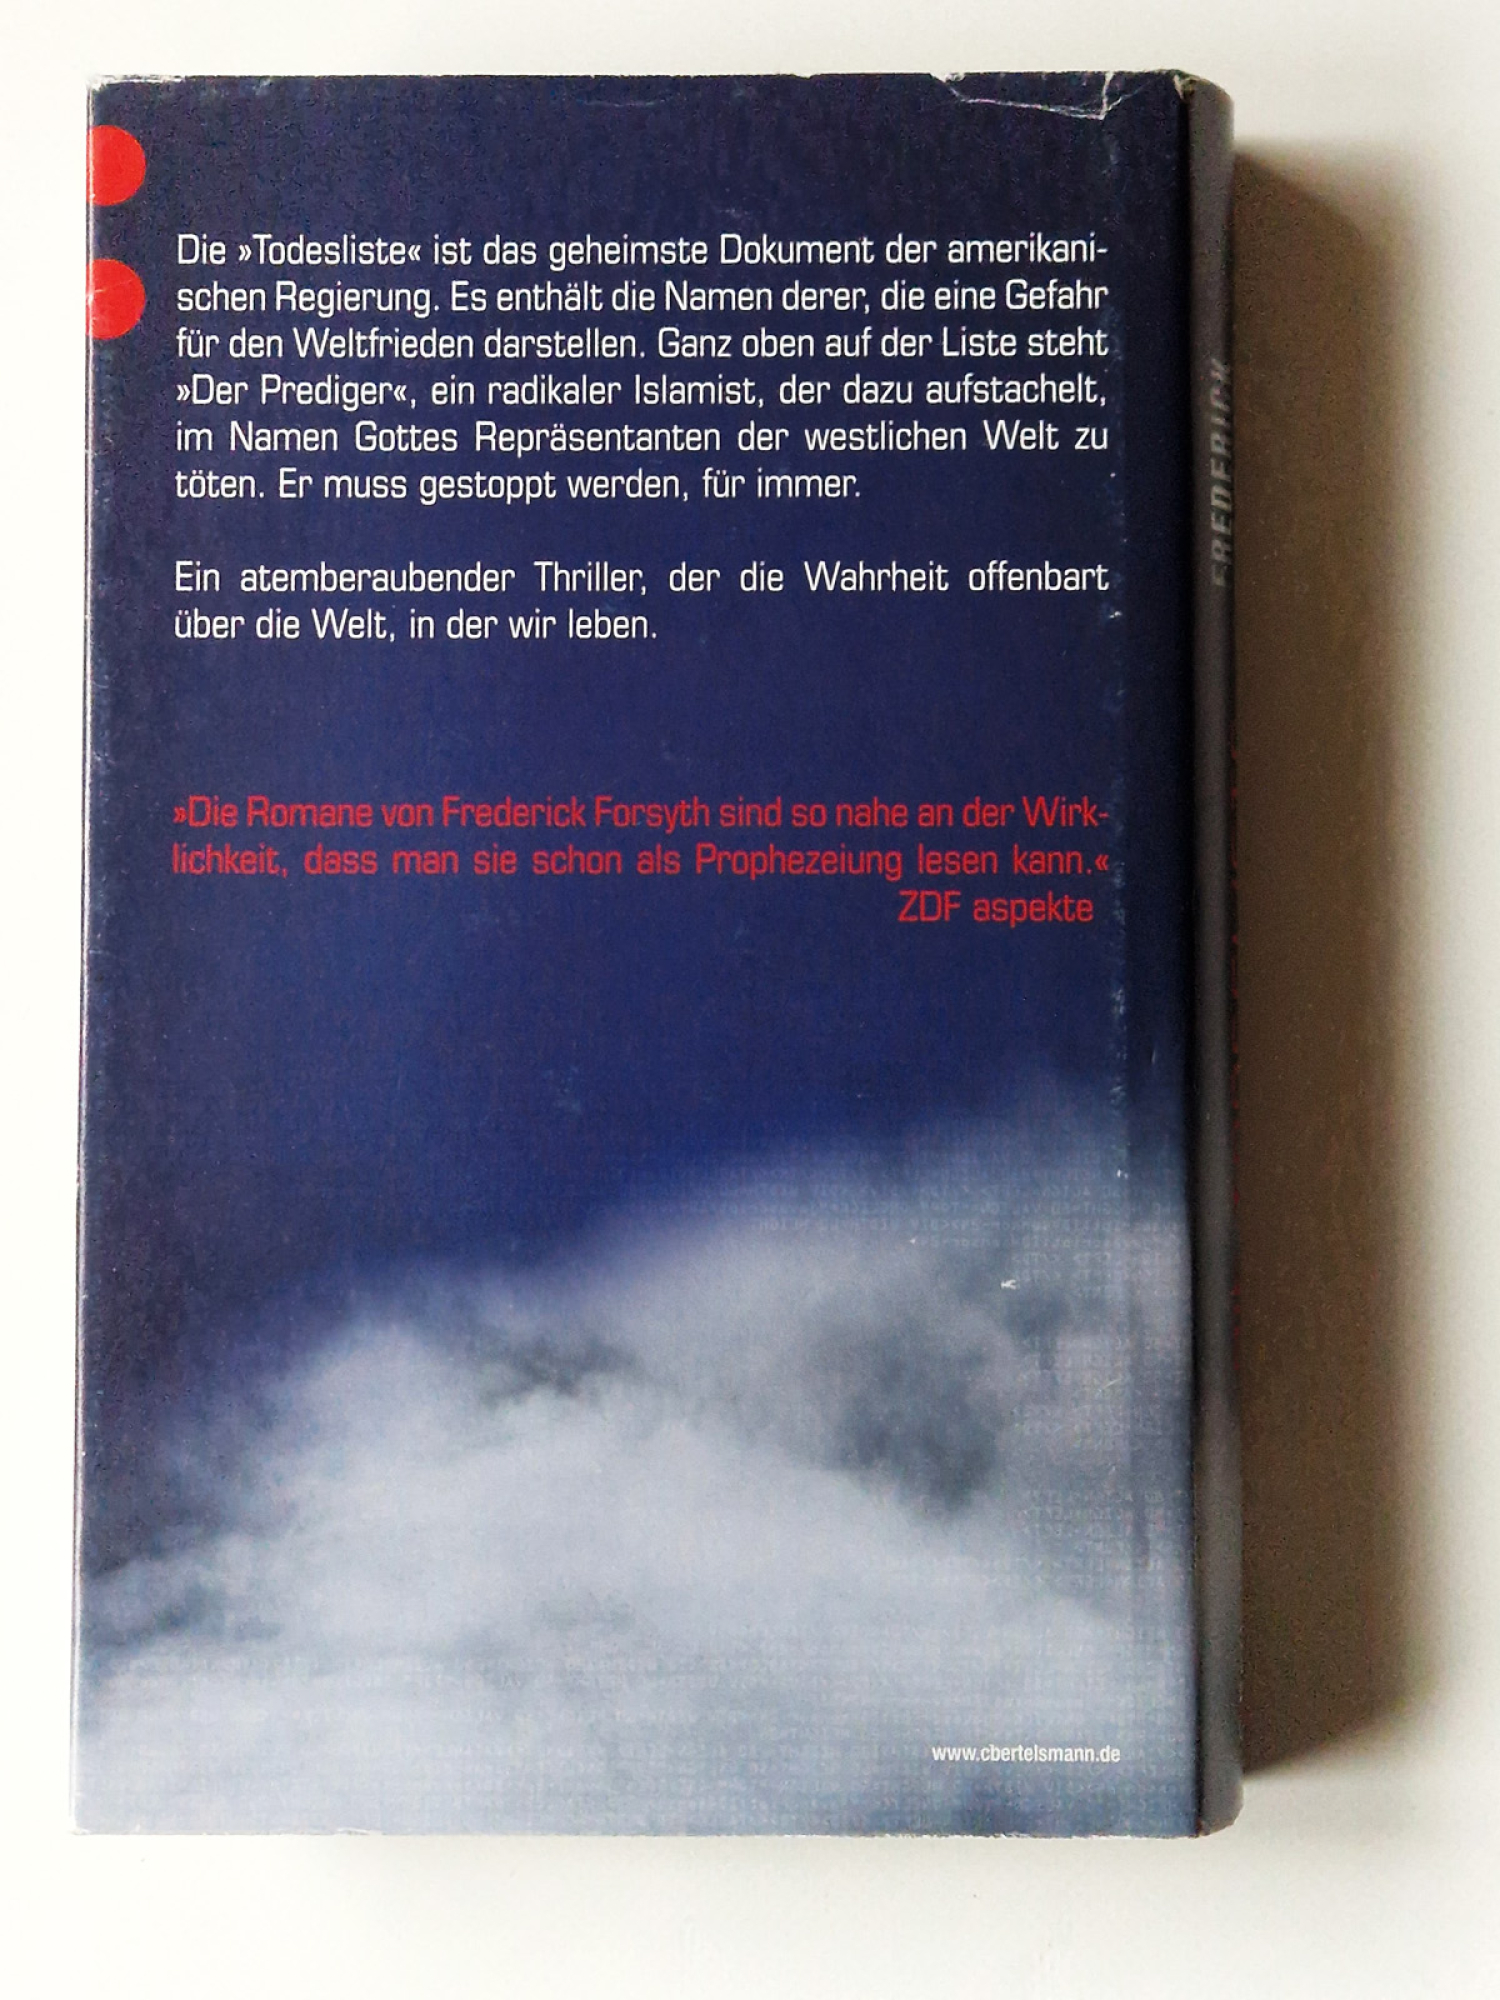 Die »Todesliste« ist das geheimste Dokument der amerikani-
schen Regierung. Es enthält die Namen derer, die eine Gefahr
für den Weltfrieden darstellen. Ganz oben auf der Liste steht
»Der Prediger«, ein radikaler Islamist, der dazu aufstachelt,
im Namen Gottes Repräsentanten der westlichen Welt zu
töten. Er muss gestoppt werden, für immer.
Ein atemberaubender Thriller, der die Wahrheit offenbart
über die Welt, in der wir leben.
»Die Romane von Frederick Forsyth sind so nahe an der Wirk-
lichkeit, dass man sie schon als Prophezeiung lesen kann.«
ZDF aspekte
www.cbertelsmann.de
FREDERICK